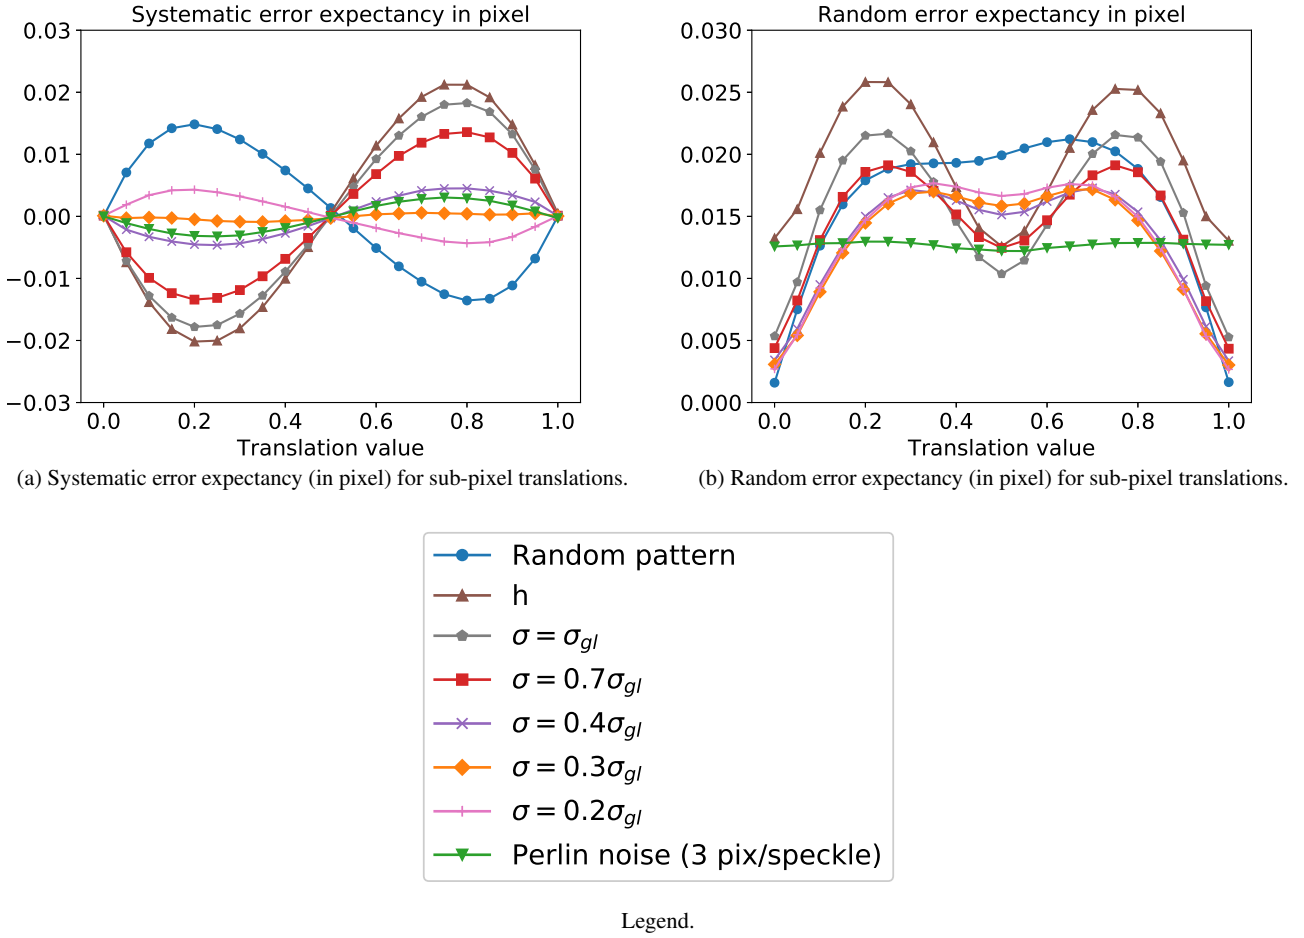 Systematic error expectancy in pixel
0.03
0.02
0.01
0.00
−0.01
−0.02
−0.03
0.0 0.2 0.4 0.6 0.8 1.0
Translation value
(a) Systematic error expectancy (in pixel) for sub-pixel translations.
Random error expectancy in pixel
0.030
0.025
0.020
0.015
0.010
0.005
0.000
0.0 0.2 0.4 0.6 0.8 1.0
Translation value
(b) Random error expectancy (in pixel) for sub-pixel translations.
Random pattern
h
σ = σgl
σ = 0.7σgl
σ = 0.4σgl
σ = 0.3σgl
σ = 0.2σgl
Perlin noise (3 pix/speckle)
Legend.